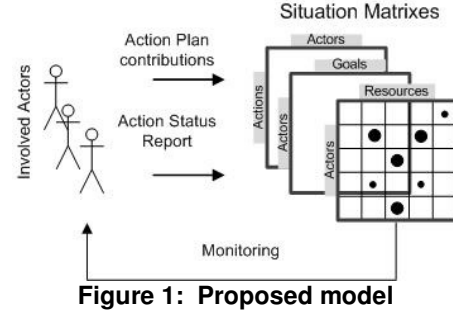 Situation Matrixes
Action Plan
contributions
Action Status
Report
Involved Actors
Actors
Actions
Goals
Actors
Resources
Actors
Monitoring
Figure 1: Proposed model